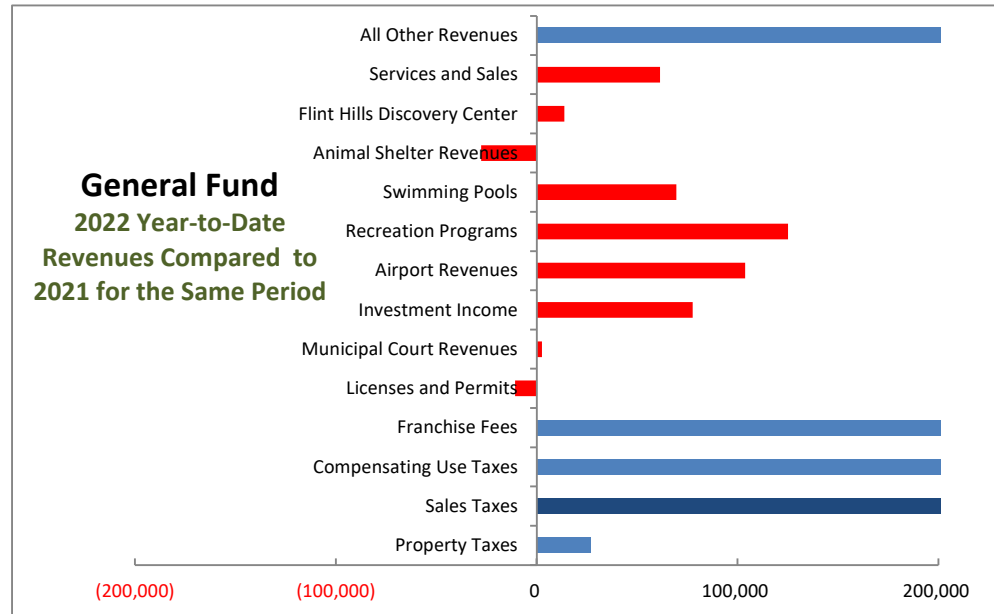 All Other Revenues
Services and Sales
Flint Hills Discovery Center
Animal Shelter Revenues
General Fund
2022 Year-to-Date
Revenues Compared to
2021 for the Same Period
Swimming Pools
Recreation Programs
Airport Revenues
Investment Income
Municipal Court Revenues
Licenses and Permits
Franchise Fees
Compensating Use Taxes
Sales Taxes
Property Taxes
(200,000) (100,000) 0 100,000 200,000